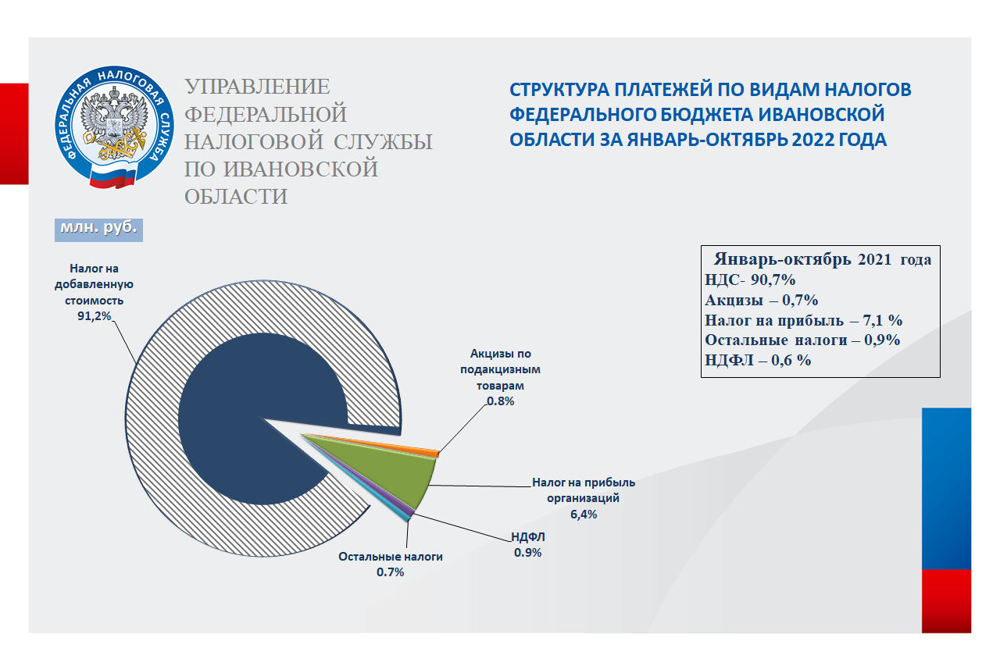 ФЕДЕРАЛЬНАЯ НАЛОГОВАЯ СЛУЖБА
УПРАВЛЕНИЕ
ФЕДЕРАЛЬНОЙ
НАЛОГОВОЙ СЛУЖБЫ
ПО ИВАНОВСКОЙ
ОБЛАСТИ
СТРУКТУРА ПЛАТЕЖЕЙ ПО ВИДАМ НАЛОГОВ
ФЕДЕРАЛЬНОГО БЮДЖЕТА ИВАНОВСКОЙ
ОБЛАСТИ ЗА ЯНВАРЬ-ОКТЯБРЬ 2022 ГОДА
млн. руб.
Налог на
добавленную
стоимость
91,2%
Январь-октябрь 2021 года
НДС- 90,7%
Акцизы – 0,7%
Налог на прибыль – 7,1 %
Остальные налоги – 0,9%
НДФЛ – 0,6 %
Акцизы по
подакцизным
товарам
0.8%
Налог на прибыль
организаций
6,4%
НДФЛ
0.9%
Остальные налоги
0.7%